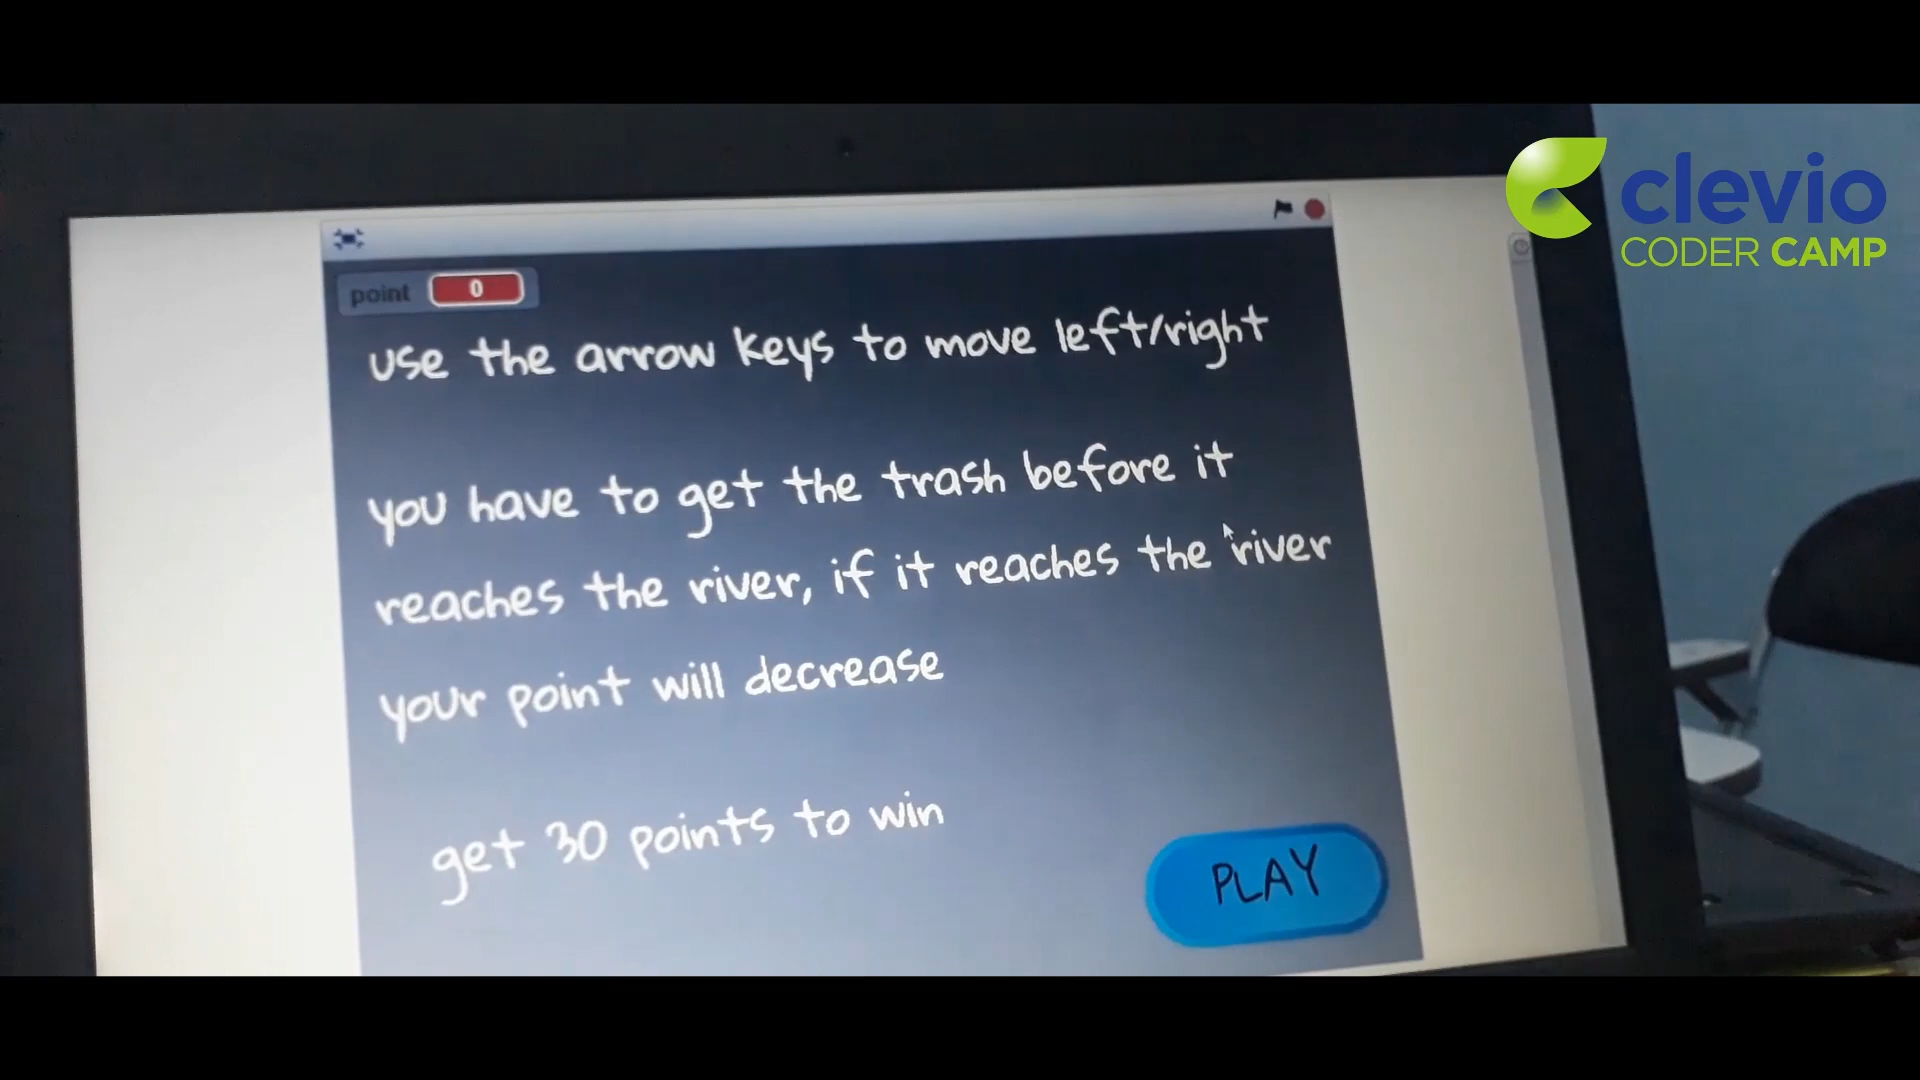 clevio
CODER CAMP
point 0
use the arrow keys to move left/right
you have to get the trash before it
reaches the river, if it reaches the river
your point will decrease
get 30 points to win
PLAY